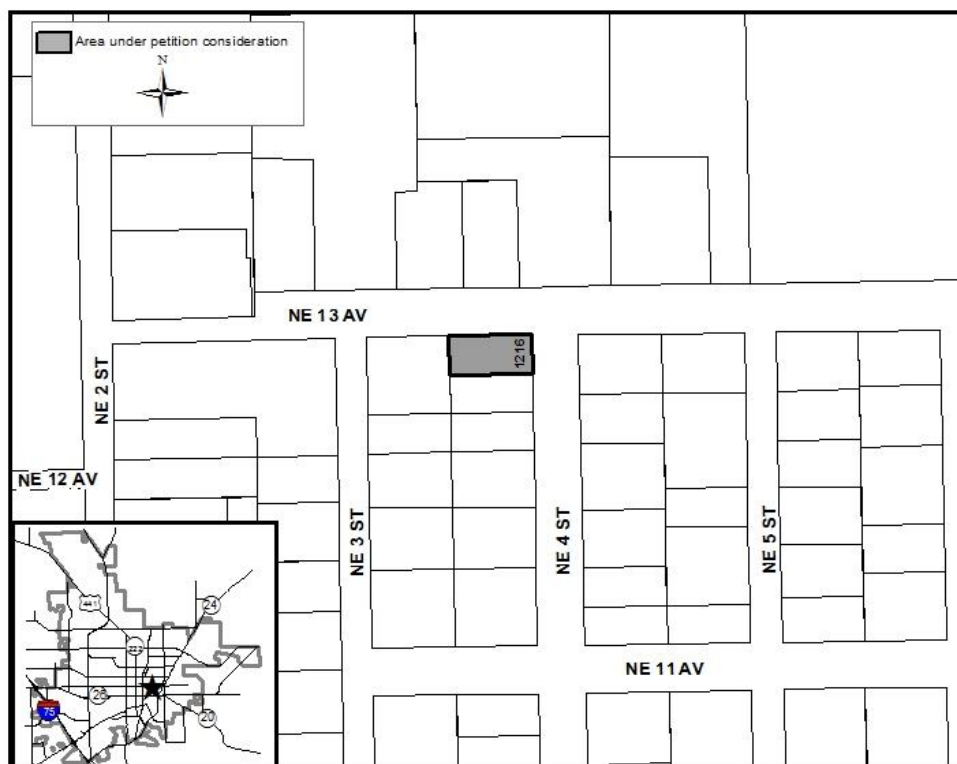 Area under petition consideration
N
NE 13 AV
1216
NE 2 ST
NE 12 AV
NE 3 ST
NE 4 ST
NE 5 ST
NE 11 AV
441
24
222
26
75
20